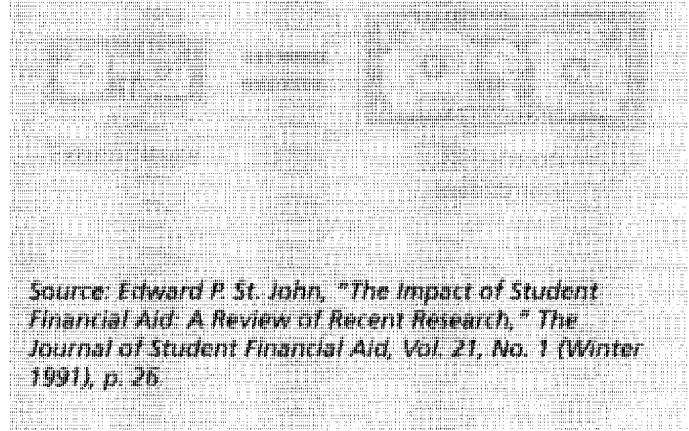 Source: Edward P. St. John, "The Impact of Student
Financial Aid: A Review of Recent Research," The
Journal of Student Financial Aid, Vol. 21, No. 1 (Winter
1991), p. 26.